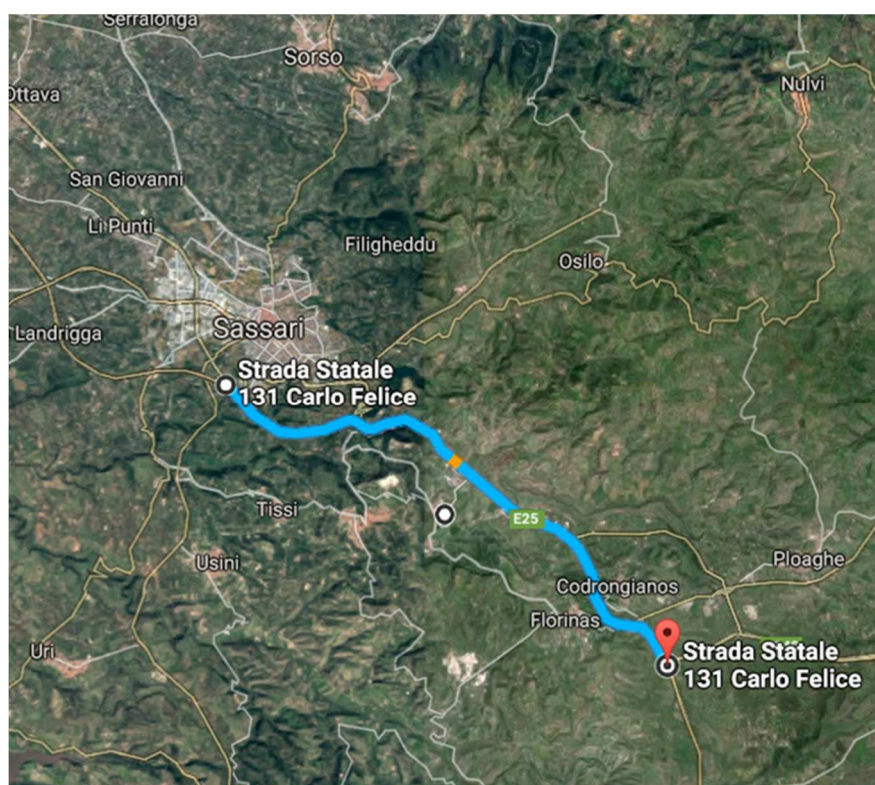 Serralonga
Sorso
Ottava
Nulvi
San Giovanni
Li Punti
Filigheddu
Osilo
Landrigga
Sassari
Strada Statale
131 Carlo Felice
Tissi
E25
Usini
Ploaghe
Codrongianos
Florinas
Uri
Strada Statale
131 Carlo Felice